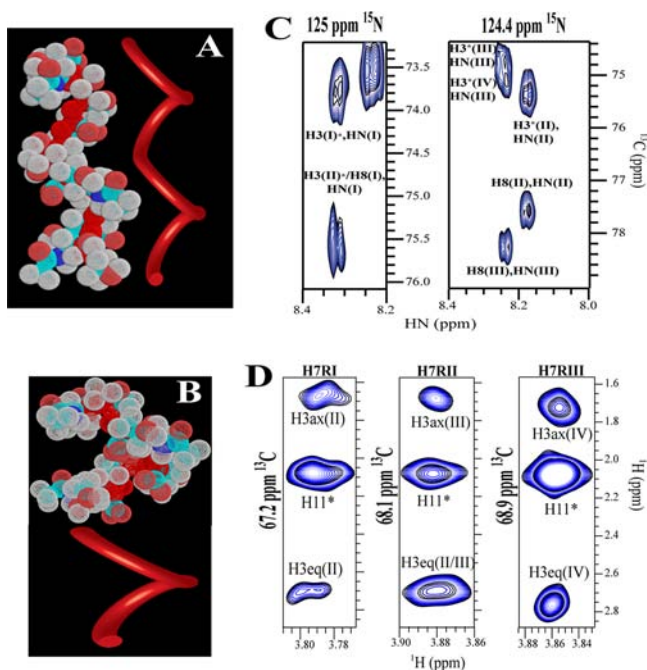 A
B
C
125 ppm 15N
124.4 ppm 15N
H3(I)*,HN(I)
H3(II)*/H8(I),
HN(I)
73.5
74.0
74.5
75.0
75.5
76.0
8.4
8.2
H3*(III)
HN(III)
H3*(IV)
HN(III)
H3*(II),
HN(II)
H8(II),HN(II)
H8(III),HN(III)
75
76
77
78
13C (ppm)
8.4
8.2
8.0
HN (ppm)
D
H7RI
H7RII
H7RIII
67.2 ppm 13C
H3ax(II)
H11*
H3eq(II)
3.80
3.78
68.1 ppm 13C
H3ax(III)
H11*
H3eq(II/III)
3.90
3.88
3.86
68.9 ppm 13C
H3ax(IV)
H11*
H3eq(IV)
3.88
3.86
3.83
1.6
1.8
2.0
2.2
2.4
2.6
2.8
1H (ppm)
1H (ppm)